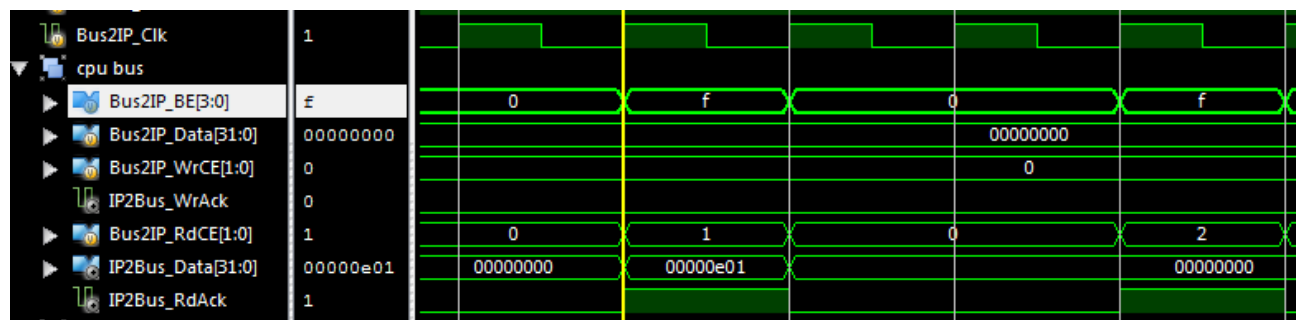 Bus2IP_Clk 1
cpu bus
Bus2IP_BE[3:0] f 0 f 0 f
Bus2IP_Data[31:0] 00000000 00000000
Bus2IP_WrCE[1:0] 0 0
IP2Bus_WrAck 0
Bus2IP_RdCE[1:0] 1 0 1 0 2
IP2Bus_Data[31:0] 00000e01 00000000 00000e01 00000000
IP2Bus_RdAck 1